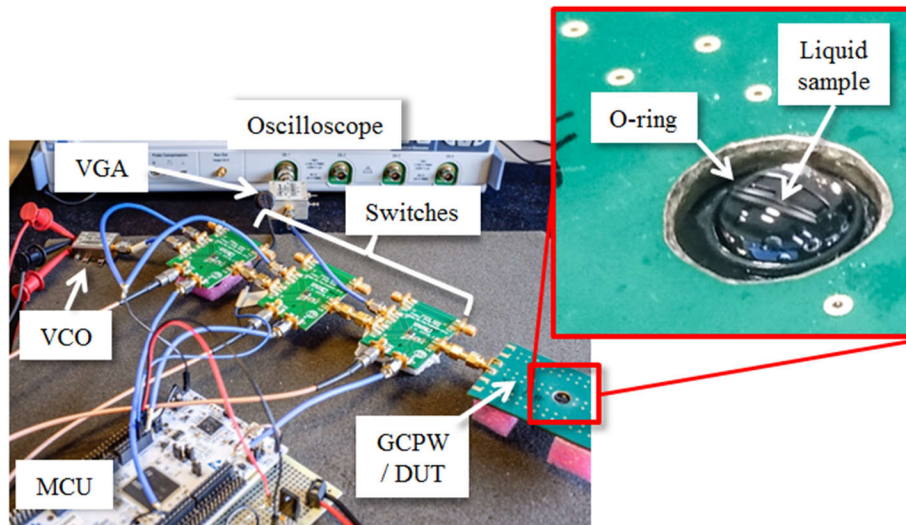 Liquid
sample
O-ring
Oscilloscope
VGA
Switches
VCO
GCPW
/ DUT
MCU